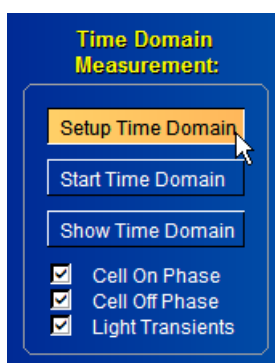 Time Domain
Measurement:
Setup Time Domain
Start Time Domain
Show Time Domain
Cell On Phase
Cell Off Phase
Light Transients